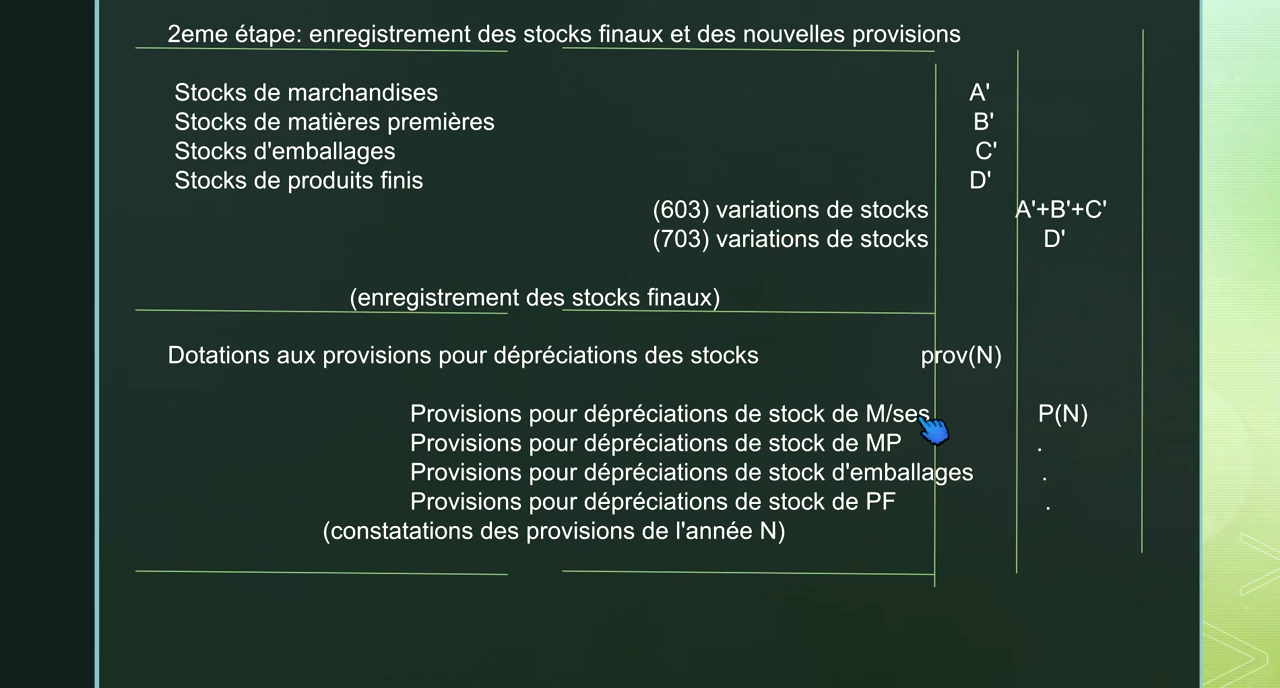 2eme étape: enregistrement des stocks finaux et des nouvelles provisions
Stocks de marchandises A'
Stocks de matières premières B'
Stocks d'emballages C'
Stocks de produits finis D'
(603) variations de stocks A'+B'+C'
(703) variations de stocks D'
(enregistrement des stocks finaux)
Dotations aux provisions pour dépréciations des stocks prov(N)
Provisions pour dépréciations de stock de M/ses P(N)
Provisions pour dépréciations de stock de MP .
Provisions pour dépréciations de stock d'emballages .
Provisions pour dépréciations de stock de PF .
(constatations des provisions de l'année N)